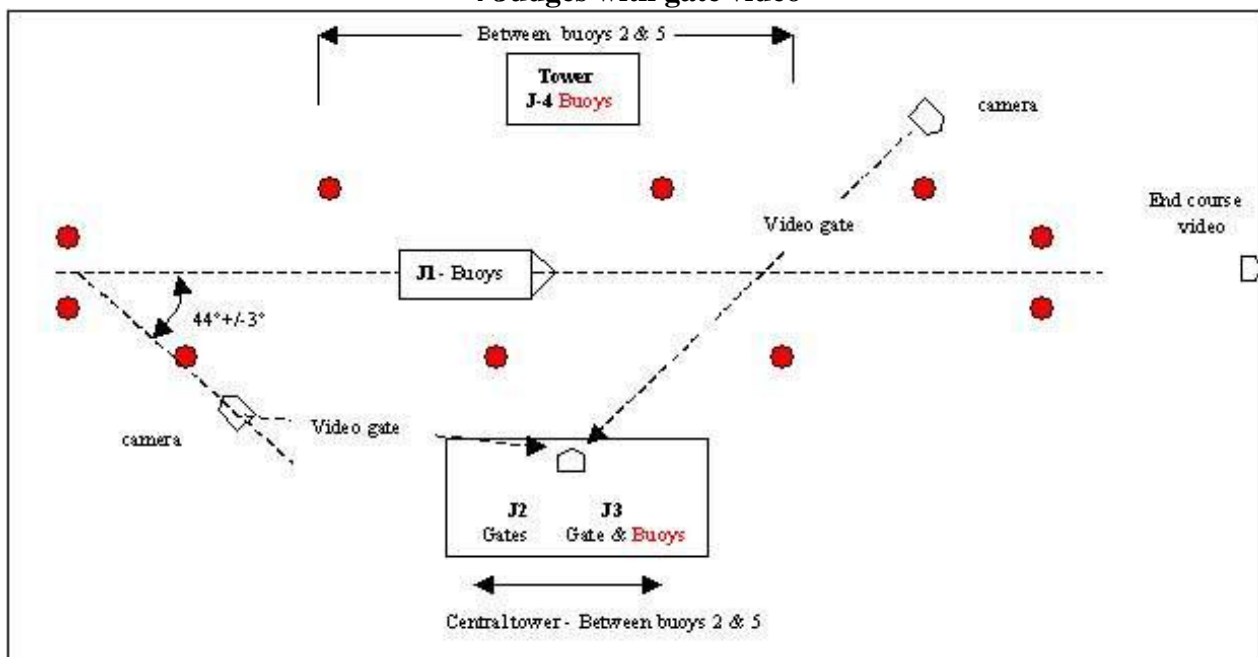 Between buoys 2 & 5
Tower
J-4 Buoys
camera
End course
video
Video gate
J1 - Buoys
44°+/-3°
Video gate
camera
J2 J3
Gates Gate & Buoys
Central tower - Between buoys 2 & 5